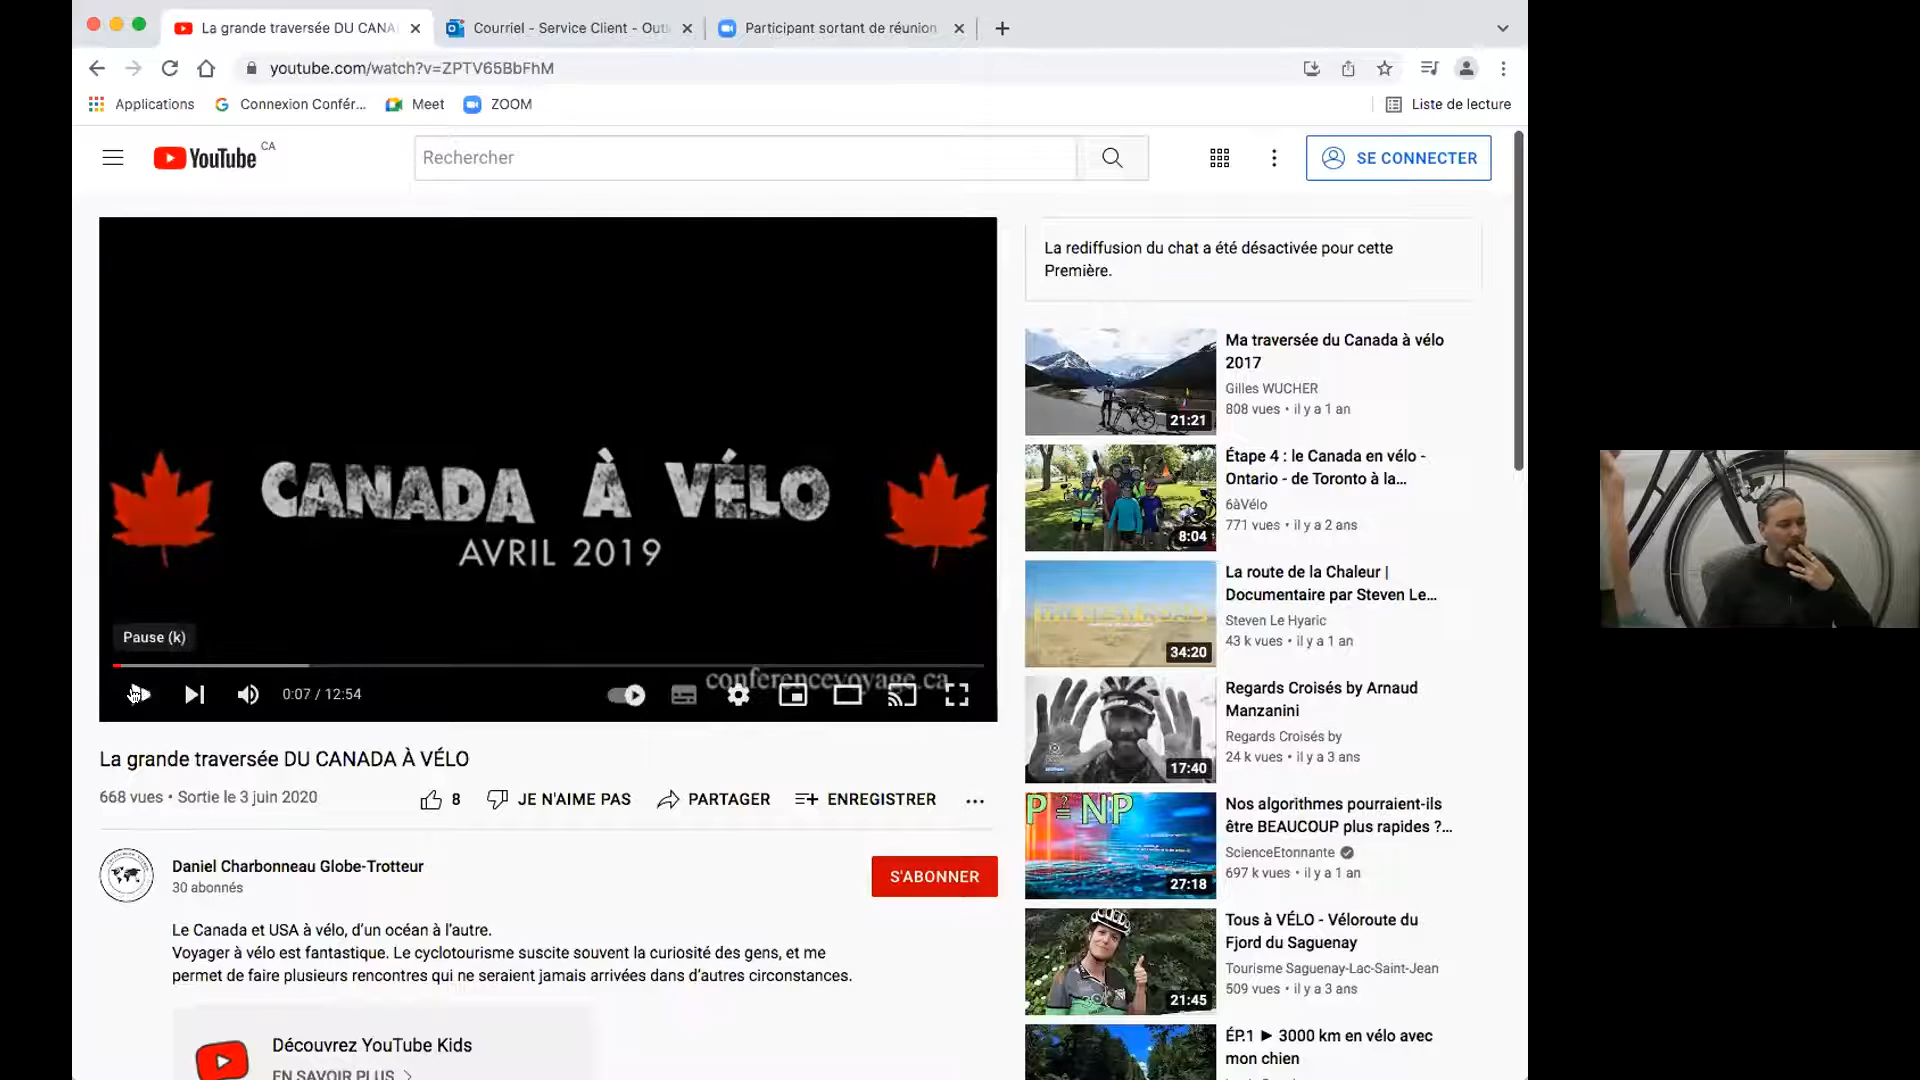 La grande traversée DU CANA
Courriel - Service Client - Outl
Participant sortant de réunion
youtube.com/watch?v=ZPTV65BbFhM
Applications
Connexion Confér...
Meet
ZOOM
Liste de lecture
YouTube CA
Rechercher
SE CONNECTER
CANADA À VÉLO
AVRIL 2019
Pause (k)
conferencevoyage.ca
0:07 / 12:54
La grande traversée DU CANADA À VÉLO
668 vues • Sortie le 3 juin 2020
8
JE N'AIME PAS
PARTAGER
ENREGISTRER
Daniel Charbonneau Globe-Trotteur
30 abonnés
S'ABONNER
Le Canada et USA à vélo, d'un océan à l'autre.
Voyager à vélo est fantastique. Le cyclotourisme suscite souvent la curiosité des gens, et me
permet de faire plusieurs rencontres qui ne seraient jamais arrivées dans d'autres circonstances.
Découvrez YouTube Kids
EN SAVOIR PLUS
La rediffusion du chat a été désactivée pour cette
Première.
21:21
Ma traversée du Canada à vélo
2017
Gilles WUCHER
808 vues • il y a 1 an
8:04
Étape 4 : le Canada en vélo -
Ontario - de Toronto à la...
6àVélo
771 vues • il y a 2 ans
34:20
La route de la Chaleur |
Documentaire par Steven Le...
Steven Le Hyaric
43 k vues • il y a 1 an
17:40
Regards Croisés by Arnaud
Manzanini
Regards Croisés by
24 k vues • il y a 3 ans
P ? = NP
27:18
Nos algorithmes pourraient-ils
être BEAUCOUP plus rapides ?...
ScienceEtonnante
697 k vues • il y a 1 an
21:45
Tous à VÉLO - Véloroute du
Fjord du Saguenay
Tourisme Saguenay-Lac-Saint-Jean
509 vues • il y a 3 ans
ÉP.1 ► 3000 km en vélo avec
mon chien